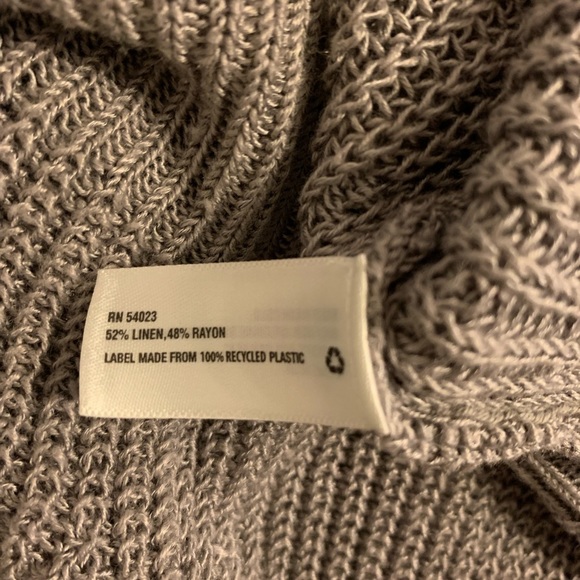 RN 54023
52% LINEN,48% RAYON
LABEL MADE FROM 100% RECYCLED PLASTIC